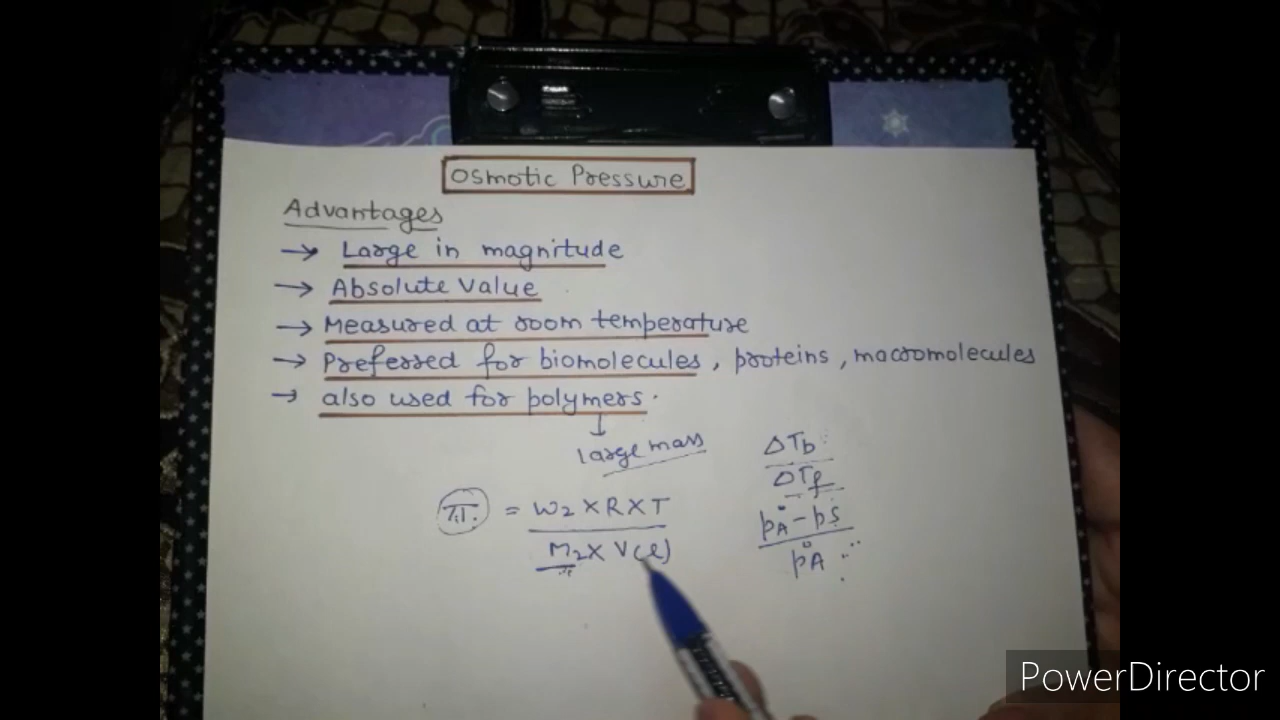 Osmotic Pressure
Advantages
→ Large in magnitude
→ Absolute Value
→ Measured at room temperature
→ Preferred for biomolecules, proteins, macromolecules
→ also used for polymers.
↓
large mass
ΔTb
ΔTf
π = W2 X R X T
M2 X V(l)
p°A - ps
p°A
PowerDirector